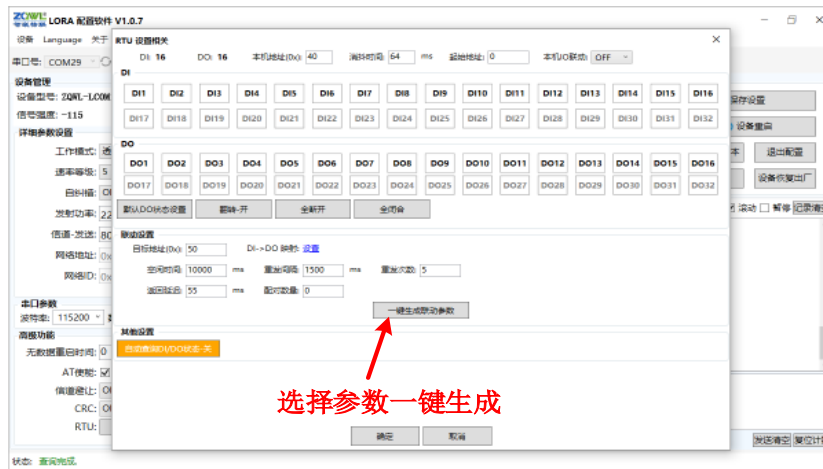 ZQWL LORA 配置软件 V1.0.7
设备 Language 关于
RTU 设置相关
串口号: COM29
DI: 16 DO: 16 本机地址(0x): 40 消抖时间: 64 ms 起始地址: 0 本机IO联动: OFF
DI
设备管理
DI1 DI2 DI3 DI4 DI5 DI6 DI7 DI8 DI9 DI10 DI11 DI12 DI13 DI14 DI15 DI16
设备型号: ZQWL-LCOM
保存设置
信号强度: -115
DI17 DI18 DI19 DI20 DI21 DI22 DI23 DI24 DI25 DI26 DI27 DI28 DI29 DI30 DI31 DI32
设备重启
详细参数设置
DO
工作模式: 透
本 退出配置
DO1 DO2 DO3 DO4 DO5 DO6 DO7 DO8 DO9 DO10 DO11 DO12 DO13 DO14 DO15 DO16
速率等级: 5
设备恢复出厂
DO17 DO18 DO19 DO20 DO21 DO22 DO23 DO24 DO25 DO26 DO27 DO28 DO29 DO30 DO31 DO32
自纠错:
默认DO状态设置 翻转-开 全断开 全闭合
滚动 暂停 记录清空
发射功率: 22
信道-发送: 80
联动设置
目标地址(0x): 50 DI->DO 映射: 设置
网络地址: 0x
空闲时间: 10000 ms 重发间隔: 1500 ms 重发次数: 5
网络ID: 0x
返回延迟: 55 ms 配对数量: 0
串口参数
一键生成联动参数
波特率: 115200
高级功能
其他设置
无数据重启时间: 0
自动查询DI/DO状态-关
AT使能:
信道避让:
选择参数一键生成
CRC:
RTU:
确定 取消
发送清空 复位计
状态: 查询完成